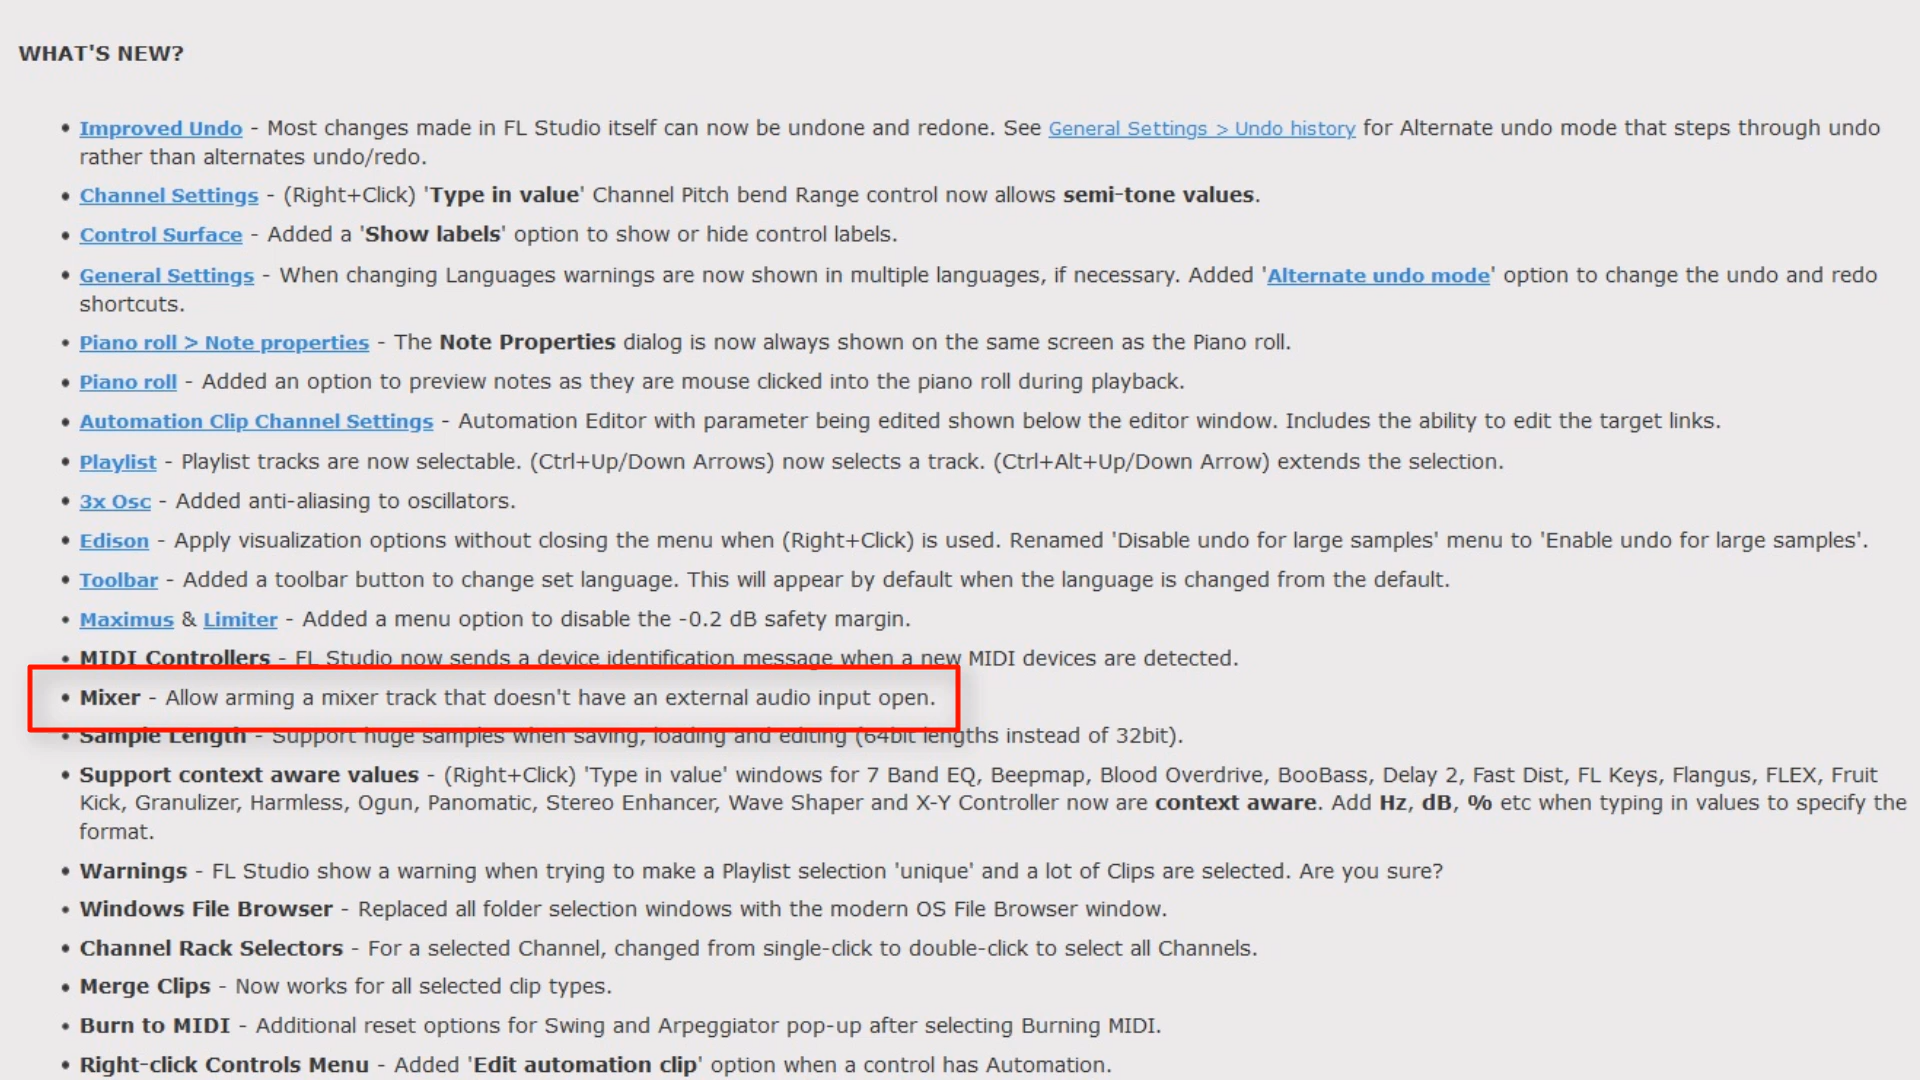 WHAT'S NEW?
• Improved Undo - Most changes made in FL Studio itself can now be undone and redone. See General Settings > Undo history for Alternate undo mode that steps through undo
rather than alternates undo/redo.
• Channel Settings - (Right+Click) 'Type in value' Channel Pitch bend Range control now allows semi-tone values.
• Control Surface - Added a 'Show labels' option to show or hide control labels.
• General Settings - When changing Languages warnings are now shown in multiple languages, if necessary. Added 'Alternate undo mode' option to change the undo and redo
shortcuts.
• Piano roll > Note properties - The Note Properties dialog is now always shown on the same screen as the Piano roll.
• Piano roll - Added an option to preview notes as they are mouse clicked into the piano roll during playback.
• Automation Clip Channel Settings - Automation Editor with parameter being edited shown below the editor window. Includes the ability to edit the target links.
• Playlist - Playlist tracks are now selectable. (Ctrl+Up/Down Arrows) now selects a track. (Ctrl+Alt+Up/Down Arrow) extends the selection.
• 3x Osc - Added anti-aliasing to oscillators.
• Edison - Apply visualization options without closing the menu when (Right+Click) is used. Renamed 'Disable undo for large samples' menu to 'Enable undo for large samples'.
• Toolbar - Added a toolbar button to change set language. This will appear by default when the language is changed from the default.
• Maximus & Limiter - Added a menu option to disable the -0.2 dB safety margin.
• MIDI Controllers - FL Studio now sends a device identification message when a new MIDI devices are detected.
• Mixer - Allow arming a mixer track that doesn't have an external audio input open.
• Sample Length - Support huge samples when saving, loading and editing (64bit lengths instead of 32bit).
• Support context aware values - (Right+Click) 'Type in value' windows for 7 Band EQ, Beepmap, Blood Overdrive, BooBass, Delay 2, Fast Dist, FL Keys, Flangus, FLEX, Fruit
Kick, Granulizer, Harmless, Ogun, Panomatic, Stereo Enhancer, Wave Shaper and X-Y Controller now are context aware. Add Hz, dB, % etc when typing in values to specify the
format.
• Warnings - FL Studio show a warning when trying to make a Playlist selection 'unique' and a lot of Clips are selected. Are you sure?
• Windows File Browser - Replaced all folder selection windows with the modern OS File Browser window.
• Channel Rack Selectors - For a selected Channel, changed from single-click to double-click to select all Channels.
• Merge Clips - Now works for all selected clip types.
• Burn to MIDI - Additional reset options for Swing and Arpeggiator pop-up after selecting Burning MIDI.
• Right-click Controls Menu - Added 'Edit automation clip' option when a control has Automation.